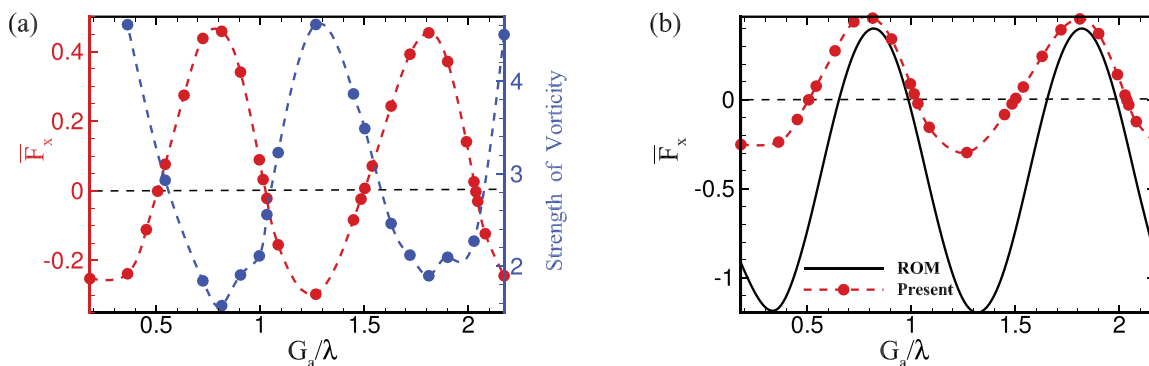 (a)
0.4
0.2
0
-0.2
F̅x
0.5
1
1.5
2
Gₐ/λ
4
3
2
Strength of Vorticity
(b)
0
-0.5
-1
F̅x
ROM
Present
0.5
1
1.5
2
Gₐ/λ